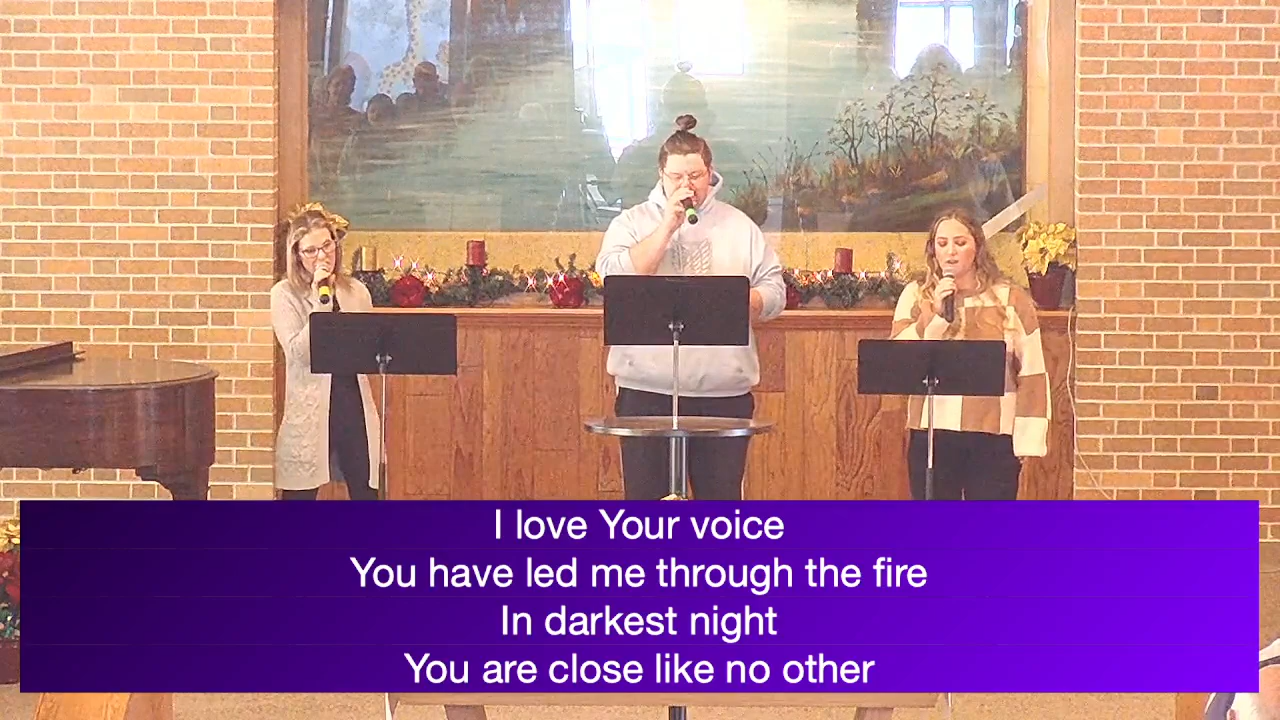 I love Your voice
You have led me through the fire
In darkest night
You are close like no other